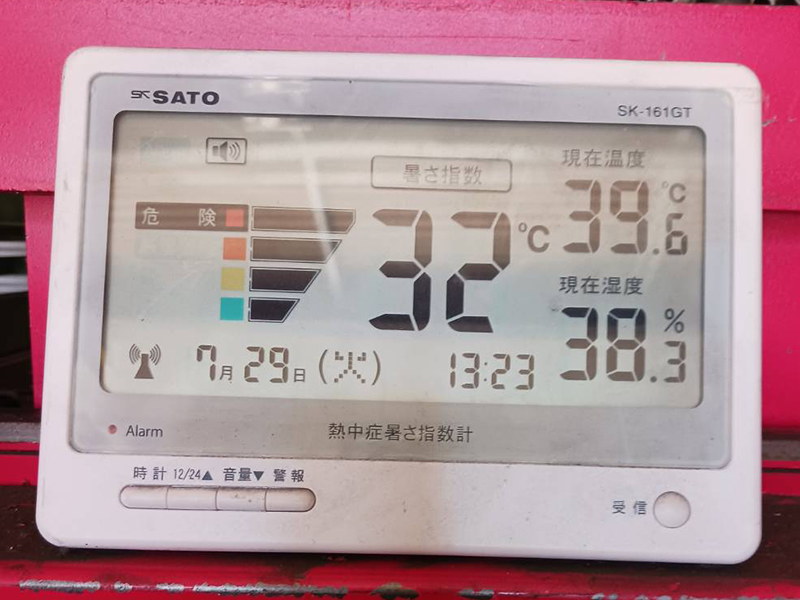 SK SATO
SK-161GT
暑さ指数
現在温度
39.6 ℃
危険
32 ℃
現在湿度
38.3 %
7月29日(火) 13:23
Alarm
熱中症暑さ指数計
時計 12/24▲ 音量▼ 警報
受信